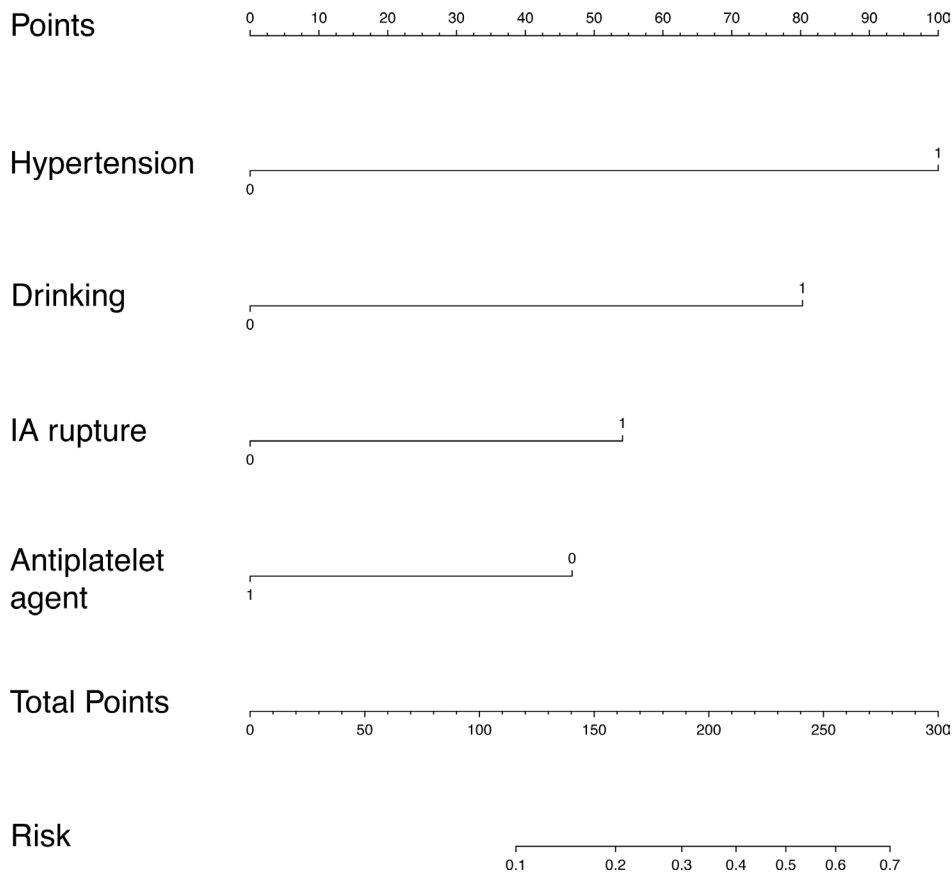 Points
0 10 20 30 40 50 60 70 80 90 100
Hypertension
1
0
Drinking
1
0
IA rupture
1
0
Antiplatelet
agent
0
1
Total Points
0 50 100 150 200 250 300
Risk
0.1 0.2 0.3 0.4 0.5 0.6 0.7